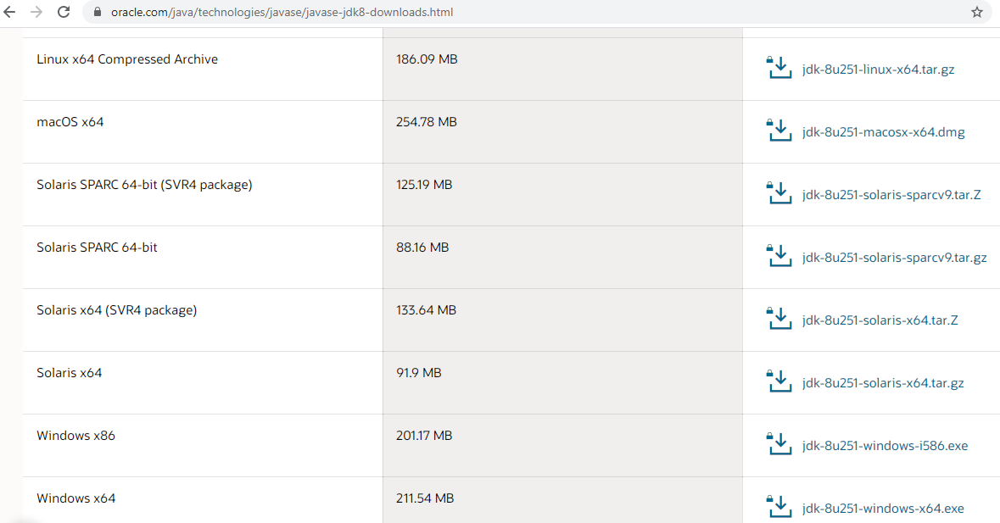 oracle.com/java/technologies/javase/javase-jdk8-downloads.html
Linux x64 Compressed Archive 186.09 MB jdk-8u251-linux-x64.tar.gz
macOS x64 254.78 MB jdk-8u251-macosx-x64.dmg
Solaris SPARC 64-bit (SVR4 package) 125.19 MB jdk-8u251-solaris-sparcv9.tar.Z
Solaris SPARC 64-bit 88.16 MB jdk-8u251-solaris-sparcv9.tar.gz
Solaris x64 (SVR4 package) 133.64 MB jdk-8u251-solaris-x64.tar.Z
Solaris x64 91.9 MB jdk-8u251-solaris-x64.tar.gz
Windows x86 201.17 MB jdk-8u251-windows-i586.exe
Windows x64 211.54 MB jdk-8u251-windows-x64.exe